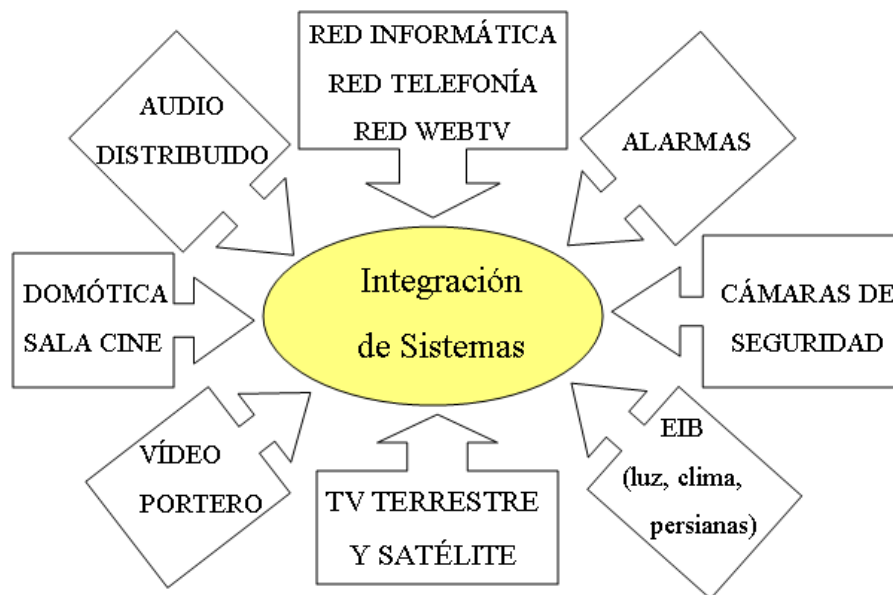 RED INFORMÁTICA
RED TELEFONÍA
RED WEBTV
AUDIO
DISTRIBUIDO
ALARMAS
DOMÓTICA
SALA CINE
Integración
de Sistemas
CÁMARAS DE
SEGURIDAD
VÍDEO
PORTERO
TV TERRESTRE
Y SATÉLITE
EIB
(luz, clima,
persianas)